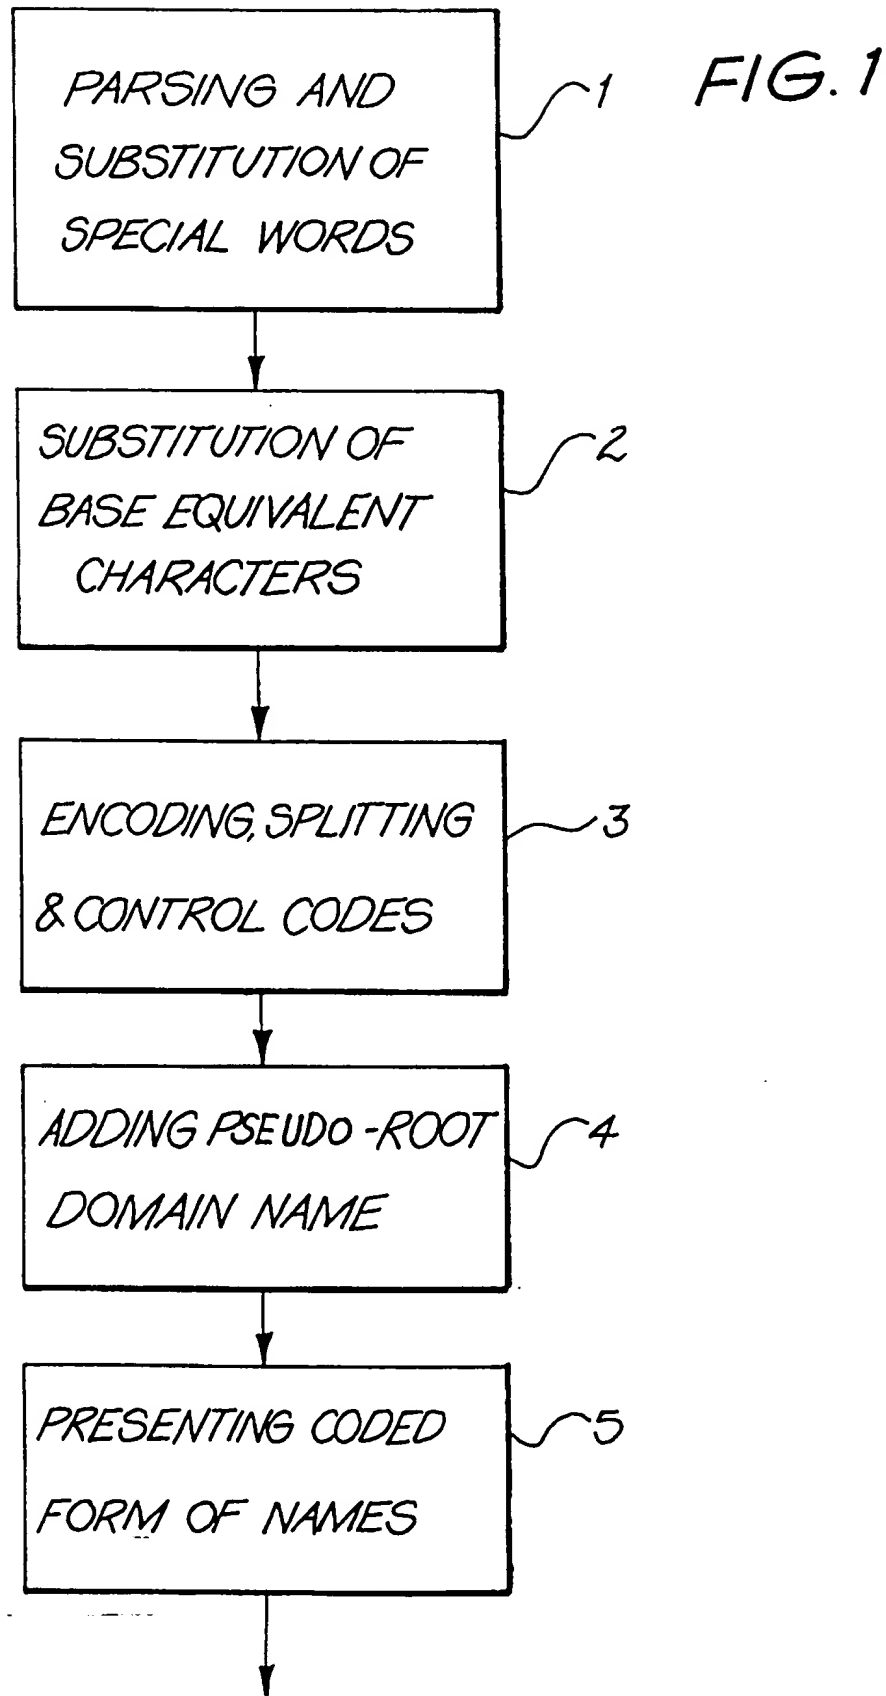 FIG. 1
PARSING AND
SUBSTITUTION OF
SPECIAL WORDS
1
SUBSTITUTION OF
BASE EQUIVALENT
CHARACTERS
2
ENCODING, SPLITTING
& CONTROL CODES
3
ADDING PSEUDO-ROOT
DOMAIN NAME
4
PRESENTING CODED
FORM OF NAMES
5